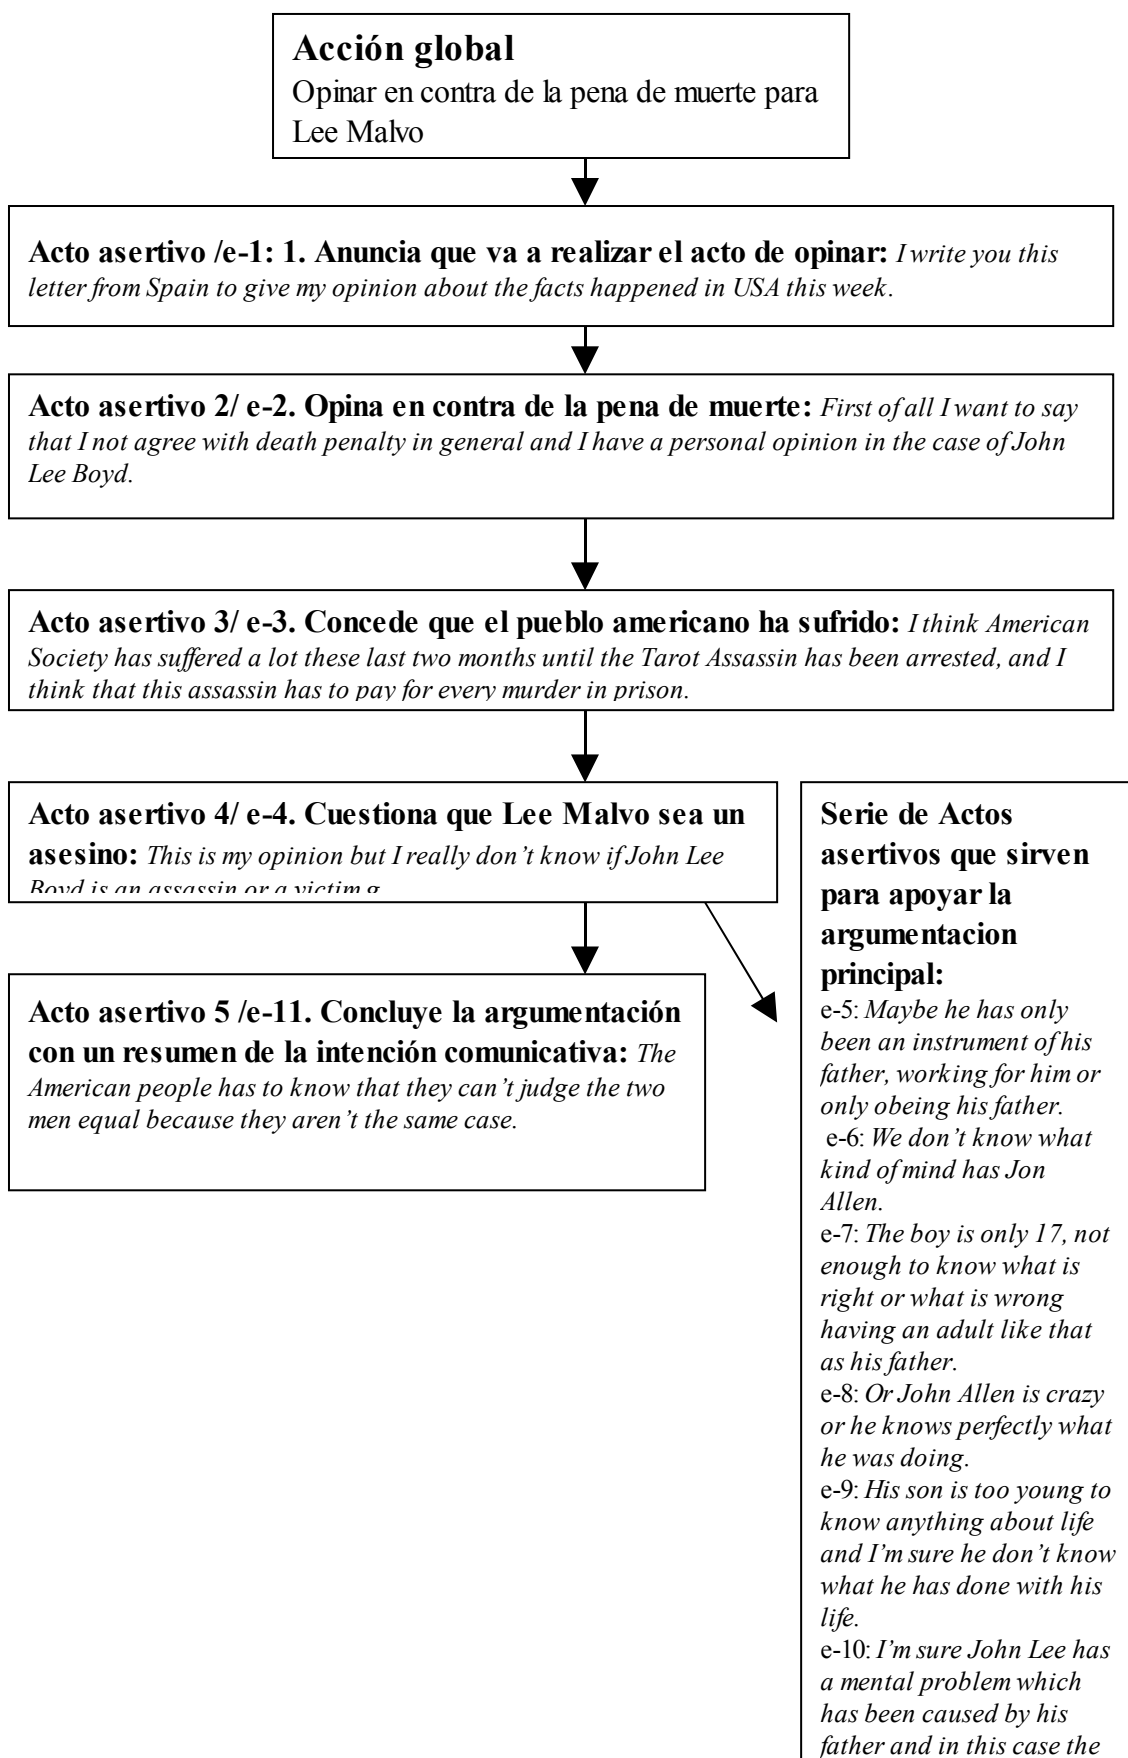 Acción global
Opinar en contra de la pena de muerte para
Lee Malvo
Acto asertivo /e-1: 1. Anuncia que va a realizar el acto de opinar: I write you this
letter from Spain to give my opinion about the facts happened in USA this week.
Acto asertivo 2/ e-2. Opina en contra de la pena de muerte: First of all I want to say
that I not agree with death penalty in general and I have a personal opinion in the case of John
Lee Boyd.
Acto asertivo 3/ e-3. Concede que el pueblo americano ha sufrido: I think American
Society has suffered a lot these last two months until the Tarot Assassin has been arrested, and I
think that this assassin has to pay for every murder in prison.
Acto asertivo 4/ e-4. Cuestiona que Lee Malvo sea un
asesino: This is my opinion but I really don't know if John Lee
Boyd is an assassin or a victim
Acto asertivo 5 /e-11. Concluye la argumentación
con un resumen de la intención comunicativa: The
American people has to know that they can't judge the two
men equal because they aren't the same case.
Serie de Actos
asertivos que sirven
para apoyar la
argumentacion
principal:
e-5: Maybe he has only
been an instrument of his
father, working for him or
only obeing his father.
e-6: We don't know what
kind of mind has Jon
Allen.
e-7: The boy is only 17, not
enough to know what is
right or what is wrong
having an adult like that
as his father.
e-8: Or John Allen is crazy
or he knows perfectly what
he was doing.
e-9: His son is too young to
know anything about life
and I'm sure he don't know
what he has done with his
life.
e-10: I'm sure John Lee has
a mental problem which
has been caused by his
father and in this case the